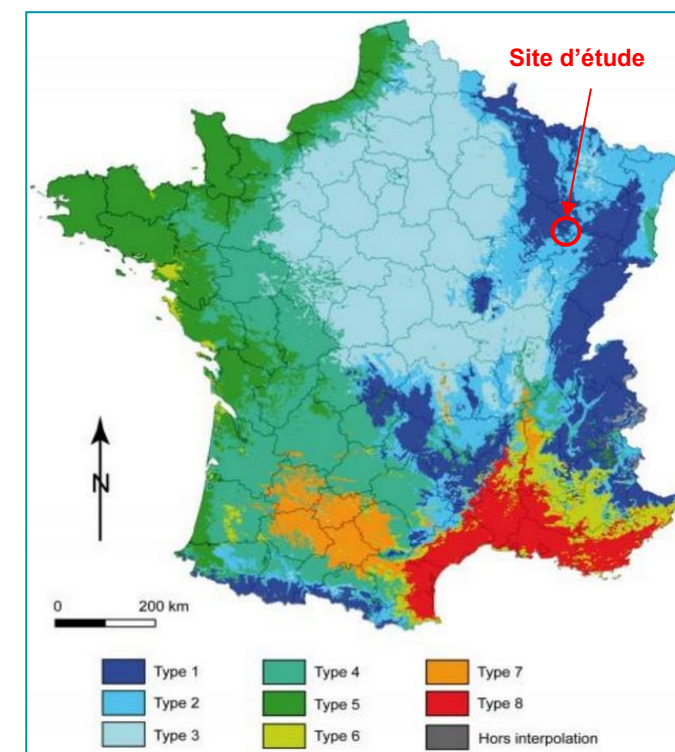 Site d’étude
N
0 200 km
Type 1 Type 4 Type 7
Type 2 Type 5 Type 8
Type 3 Type 6 Hors interpolation